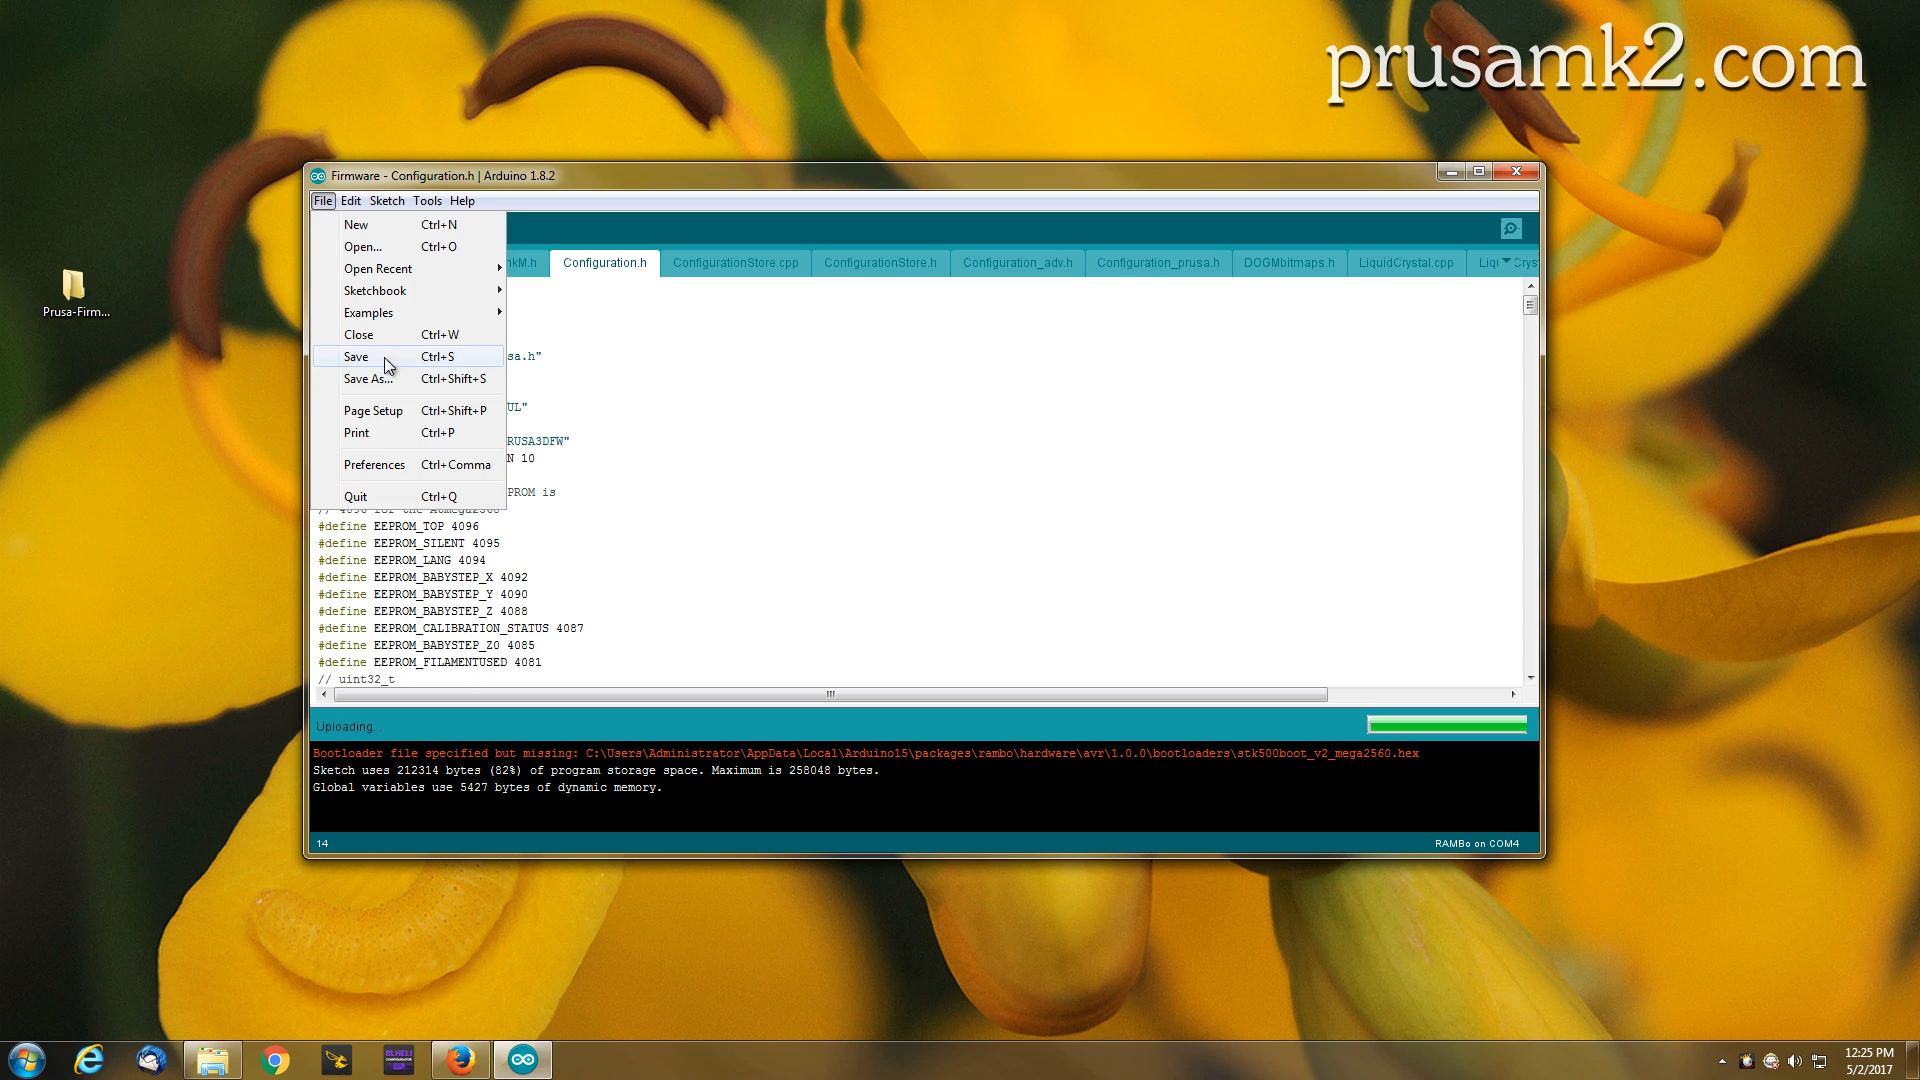 prusamk2.com
Prusa-Firm...
Firmware - Configuration.h | Arduino 1.8.2
File Edit Sketch Tools Help
New Ctrl+N
Open... Ctrl+O
Open Recent
Sketchbook
Examples
Close Ctrl+W
Save Ctrl+S
Save As... Ctrl+Shift+S
Page Setup Ctrl+Shift+P
Print Ctrl+P
Preferences Ctrl+Comma
Quit Ctrl+Q
kM.h Configuration.h ConfigurationStore.cpp ConfigurationStore.h Configuration_adv.h Configuration_prusa.h DOGMbitmaps.h LiquidCrystal.cpp
sa.h"
UL"
RUSA3DFW"
N 10
PROM is
#define EEPROM_TOP 4096
#define EEPROM_SILENT 4095
#define EEPROM_LANG 4094
#define EEPROM_BABYSTEP_X 4092
#define EEPROM_BABYSTEP_Y 4090
#define EEPROM_BABYSTEP_Z 4088
#define EEPROM_CALIBRATION_STATUS 4087
#define EEPROM_BABYSTEP_Z0 4085
#define EEPROM_FILAMENTUSED 4081
// uint32_t
Uploading...
Bootloader file specified but missing: C:\Users\Administrator\AppData\Local\Arduino15\packages\rambo\hardware\avr\1.0.0\bootloaders\stk500boot_v2_mega2560.hex
Sketch uses 212314 bytes (82%) of program storage space. Maximum is 258048 bytes.
Global variables use 5427 bytes of dynamic memory.
14 RAMBo on COM4
BLHELI
CONFIGURATOR
12:25 PM
5/2/2017